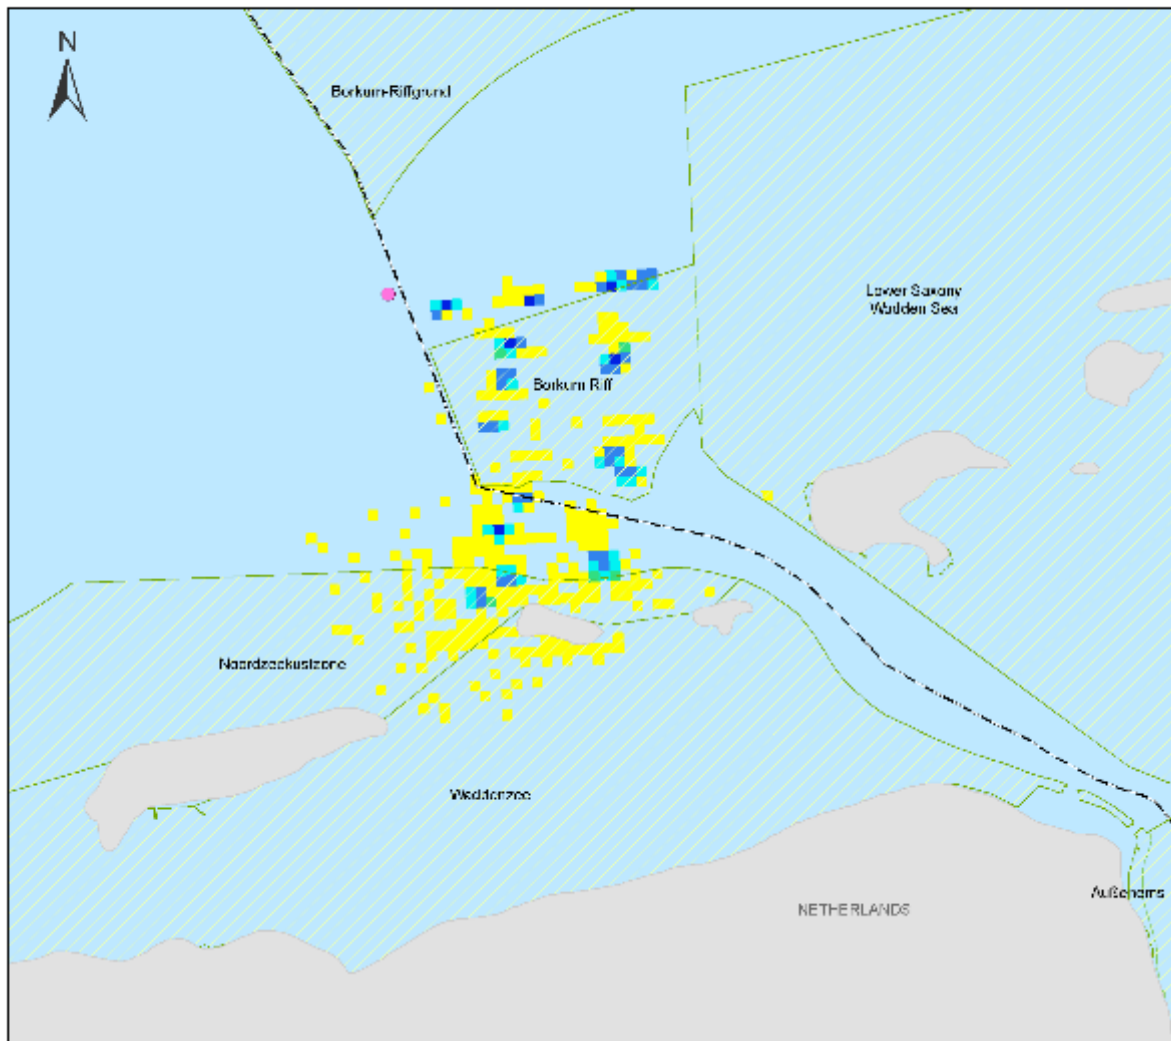 N
Borkum-Riffgrund
Lower Saxony
Wadden Sea
Borkum Riff
Noordzeekustzone
Waddenzee
Außenems
NETHERLANDS